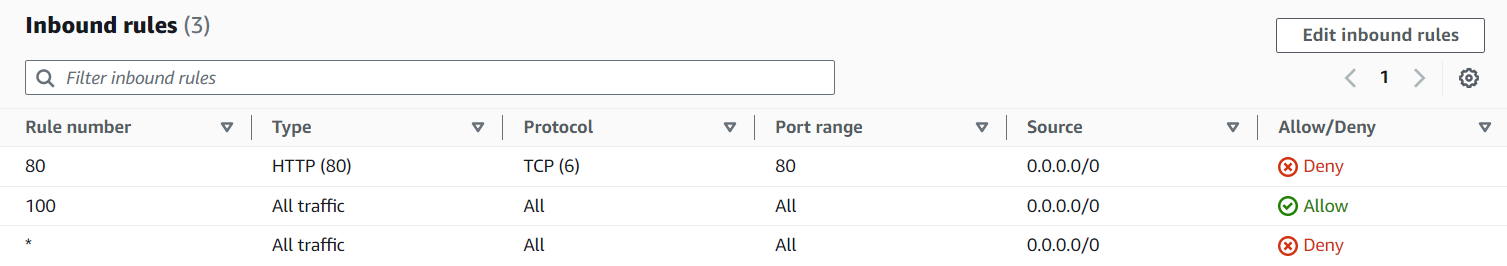 Inbound rules (3)
Edit inbound rules
Filter inbound rules
1
Rule number Type Protocol Port range Source Allow/Deny
80 HTTP (80) TCP (6) 80 0.0.0.0/0 Deny
100 All traffic All All 0.0.0.0/0 Allow
* All traffic All All 0.0.0.0/0 Deny